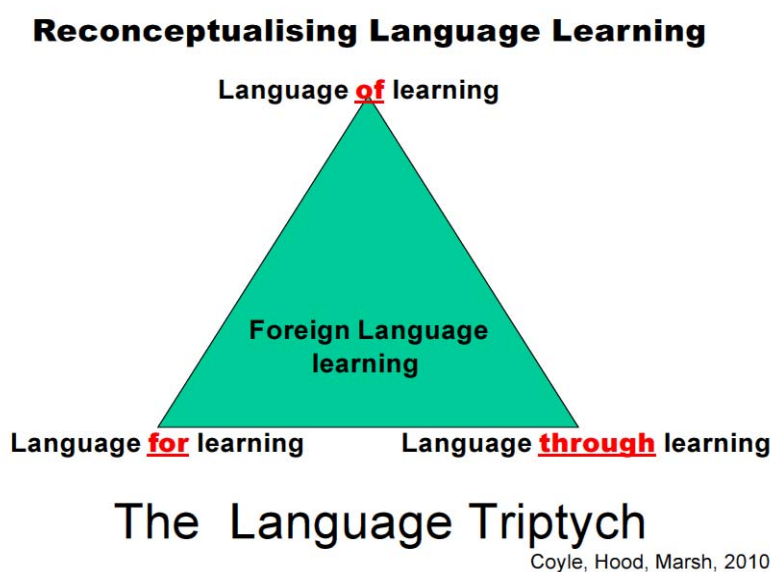 Reconceptualising Language Learning
Language of learning
Foreign Language
learning
Language for learning
Language through learning
The Language Triptych
Coyle, Hood, Marsh, 2010